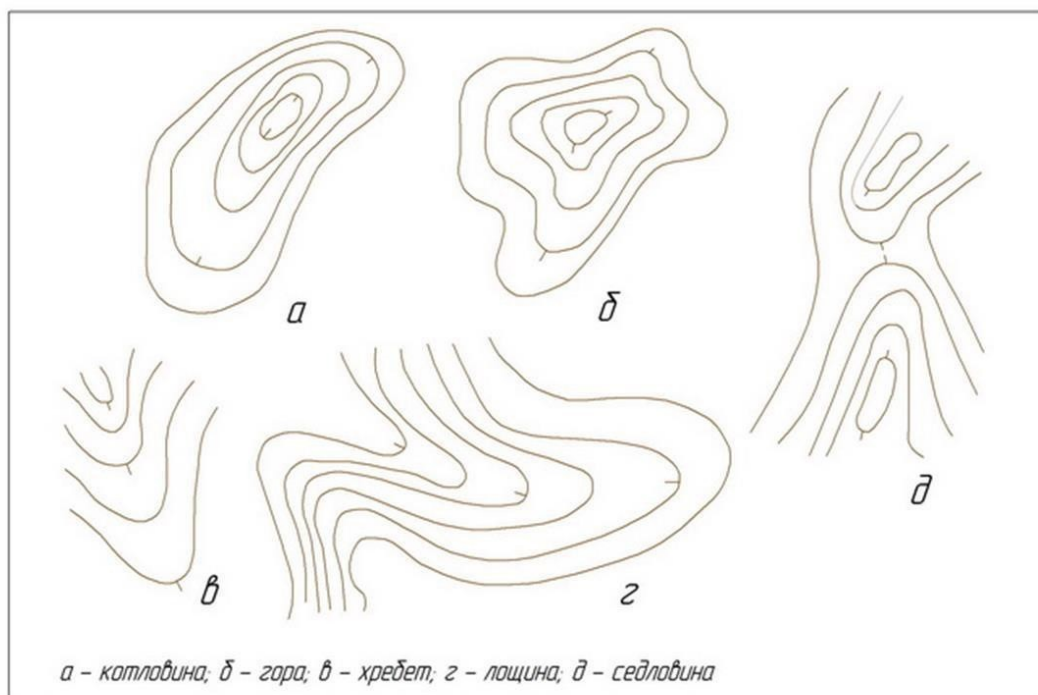 а
б
в
г
д
а – котловина; б – гора; в – хребет; г – лощина; д – седловина